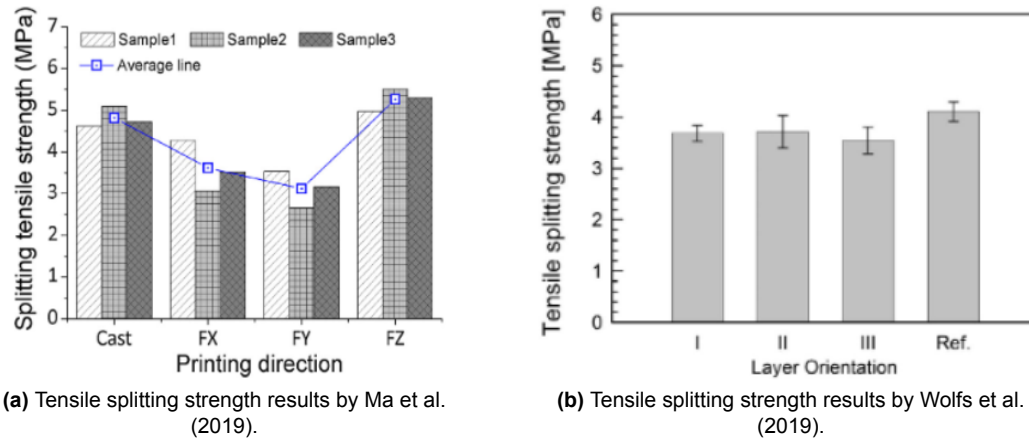 Splitting tensile strength (MPa)
7
6
5
4
3
2
1
0
Sample1 Sample2 Sample3
Average line
Cast FX FY FZ
Printing direction
(a) Tensile splitting strength results by Ma et al.
(2019).
Tensile splitting strength [MPa]
6
5
4
3
2
1
0
I II III Ref.
Layer Orientation
(b) Tensile splitting strength results by Wolfs et al.
(2019).